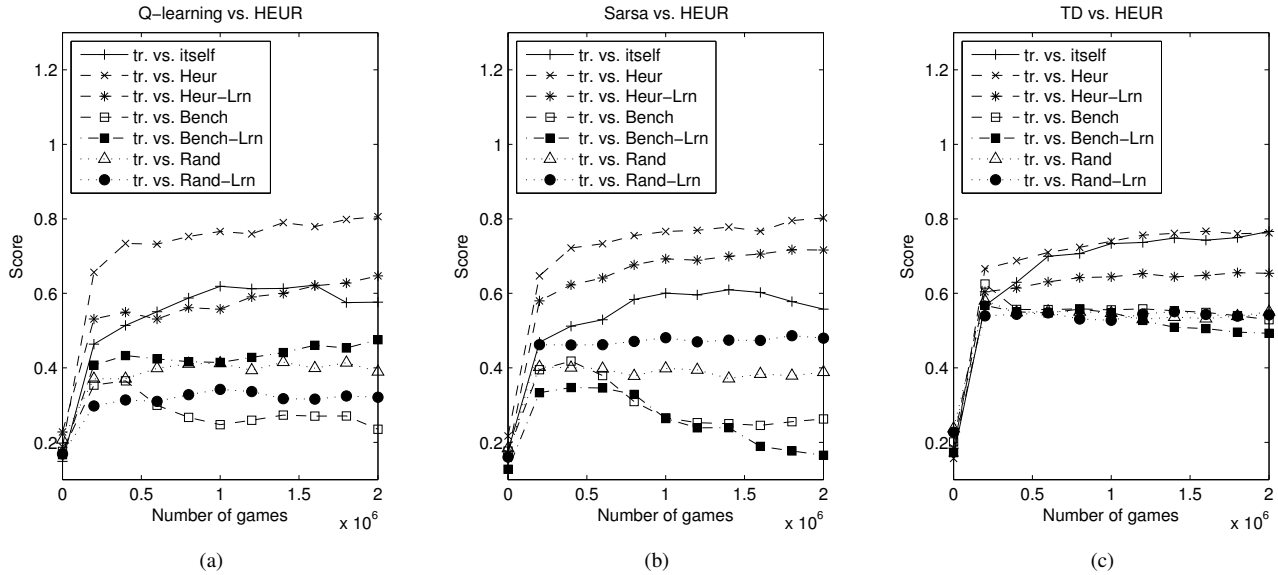 Q-learning vs. HEUR
tr. vs. itself
tr. vs. Heur
tr. vs. Heur-Lrn
tr. vs. Bench
tr. vs. Bench-Lrn
tr. vs. Rand
tr. vs. Rand-Lrn
1.2
1
0.8
0.6
0.4
0.2
Score
0 0.5 1 1.5 2
Number of games
x 10^6
(a)
Sarsa vs. HEUR
tr. vs. itself
tr. vs. Heur
tr. vs. Heur-Lrn
tr. vs. Bench
tr. vs. Bench-Lrn
tr. vs. Rand
tr. vs. Rand-Lrn
1.2
1
0.8
0.6
0.4
0.2
Score
0 0.5 1 1.5 2
Number of games
x 10^6
(b)
TD vs. HEUR
tr. vs. itself
tr. vs. Heur
tr. vs. Heur-Lrn
tr. vs. Bench
tr. vs. Bench-Lrn
tr. vs. Rand
tr. vs. Rand-Lrn
1.2
1
0.8
0.6
0.4
0.2
Score
0 0.5 1 1.5 2
Number of games
x 10^6
(c)